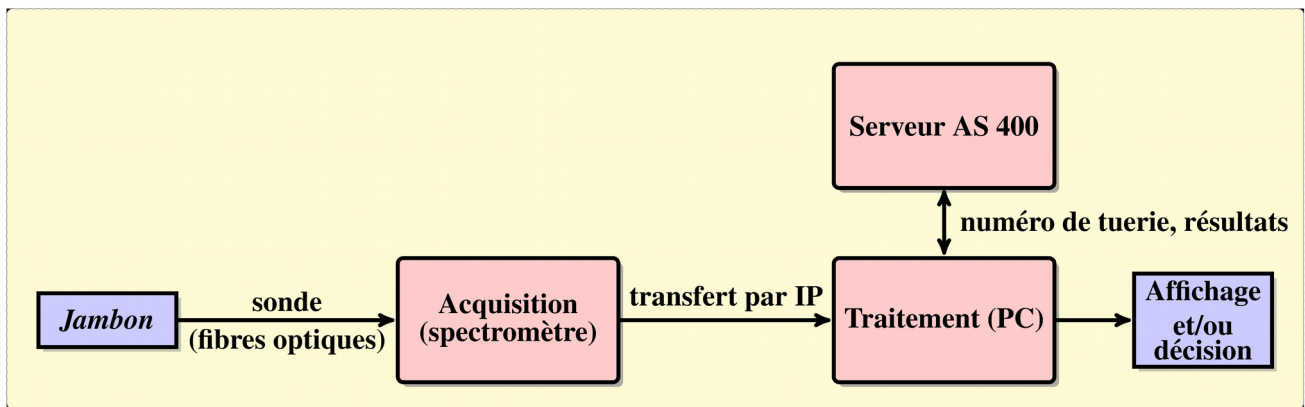 Serveur AS 400
numéro de tuerie, résultats
Jambon
sonde
(fibres optiques)
Acquisition
(spectromètre)
transfert par IP
Traitement (PC)
Affichage
et/ou
décision